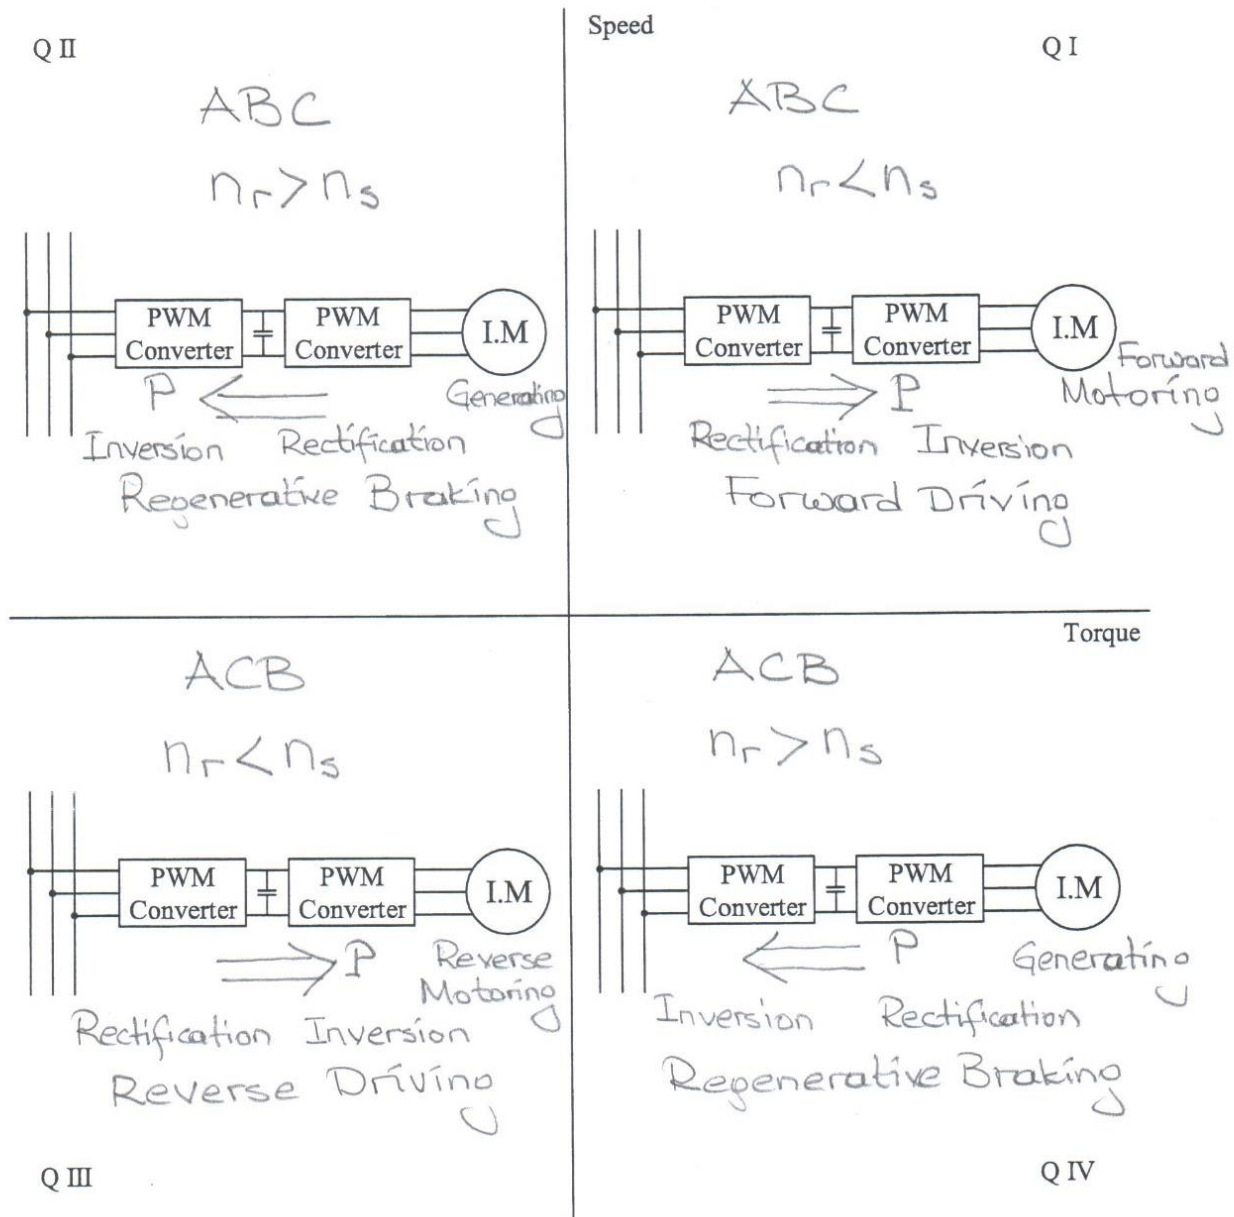 Q II
ABC
nr > ns
PWM Converter
PWM Converter
I.M
P
Generating
Inversion Rectification
Regenerative Braking
Speed
Q I
ABC
nr < ns
PWM Converter
PWM Converter
I.M
Forward
Motoring
P
Rectification Inversion
Forward Driving
Torque
ACB
nr < ns
PWM Converter
PWM Converter
I.M
P
Reverse
Motoring
Rectification Inversion
Reverse Driving
Q III
ACB
nr > ns
PWM Converter
PWM Converter
I.M
P
Generating
Inversion Rectification
Regenerative Braking
Q IV